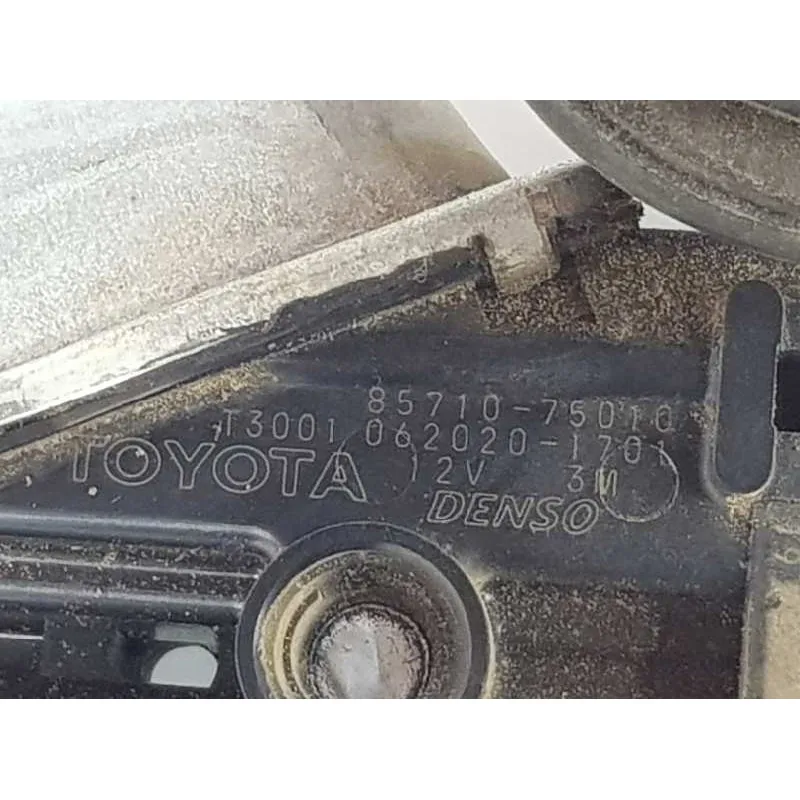 85710-75010
T3001 062020-1701
TOYOTA 12V 3M
DENSO